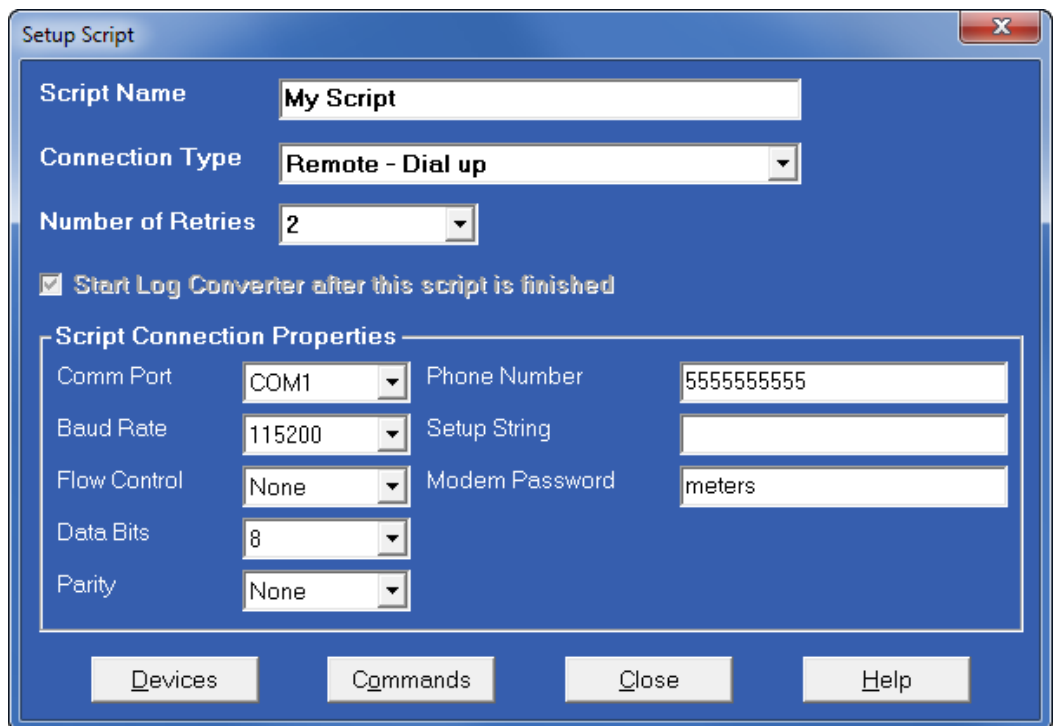 Setup Script
Script Name My Script
Connection Type Remote - Dial up
Number of Retries 2
Start Log Converter after this script is finished
Script Connection Properties
Comm Port COM1 Phone Number 5555555555
Baud Rate 115200 Setup String
Flow Control None Modem Password meters
Data Bits 8
Parity None
Devices Commands Close Help